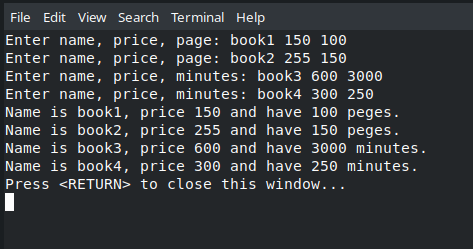 File Edit View Search Terminal Help
Enter name, price, page: book1 150 100
Enter name, price, page: book2 255 150
Enter name, price, minutes: book3 600 3000
Enter name, price, minutes: book4 300 250
Name is book1, price 150 and have 100 peges.
Name is book2, price 255 and have 150 peges.
Name is book3, price 600 and have 3000 minutes.
Name is book4, price 300 and have 250 minutes.
Press <RETURN> to close this window...